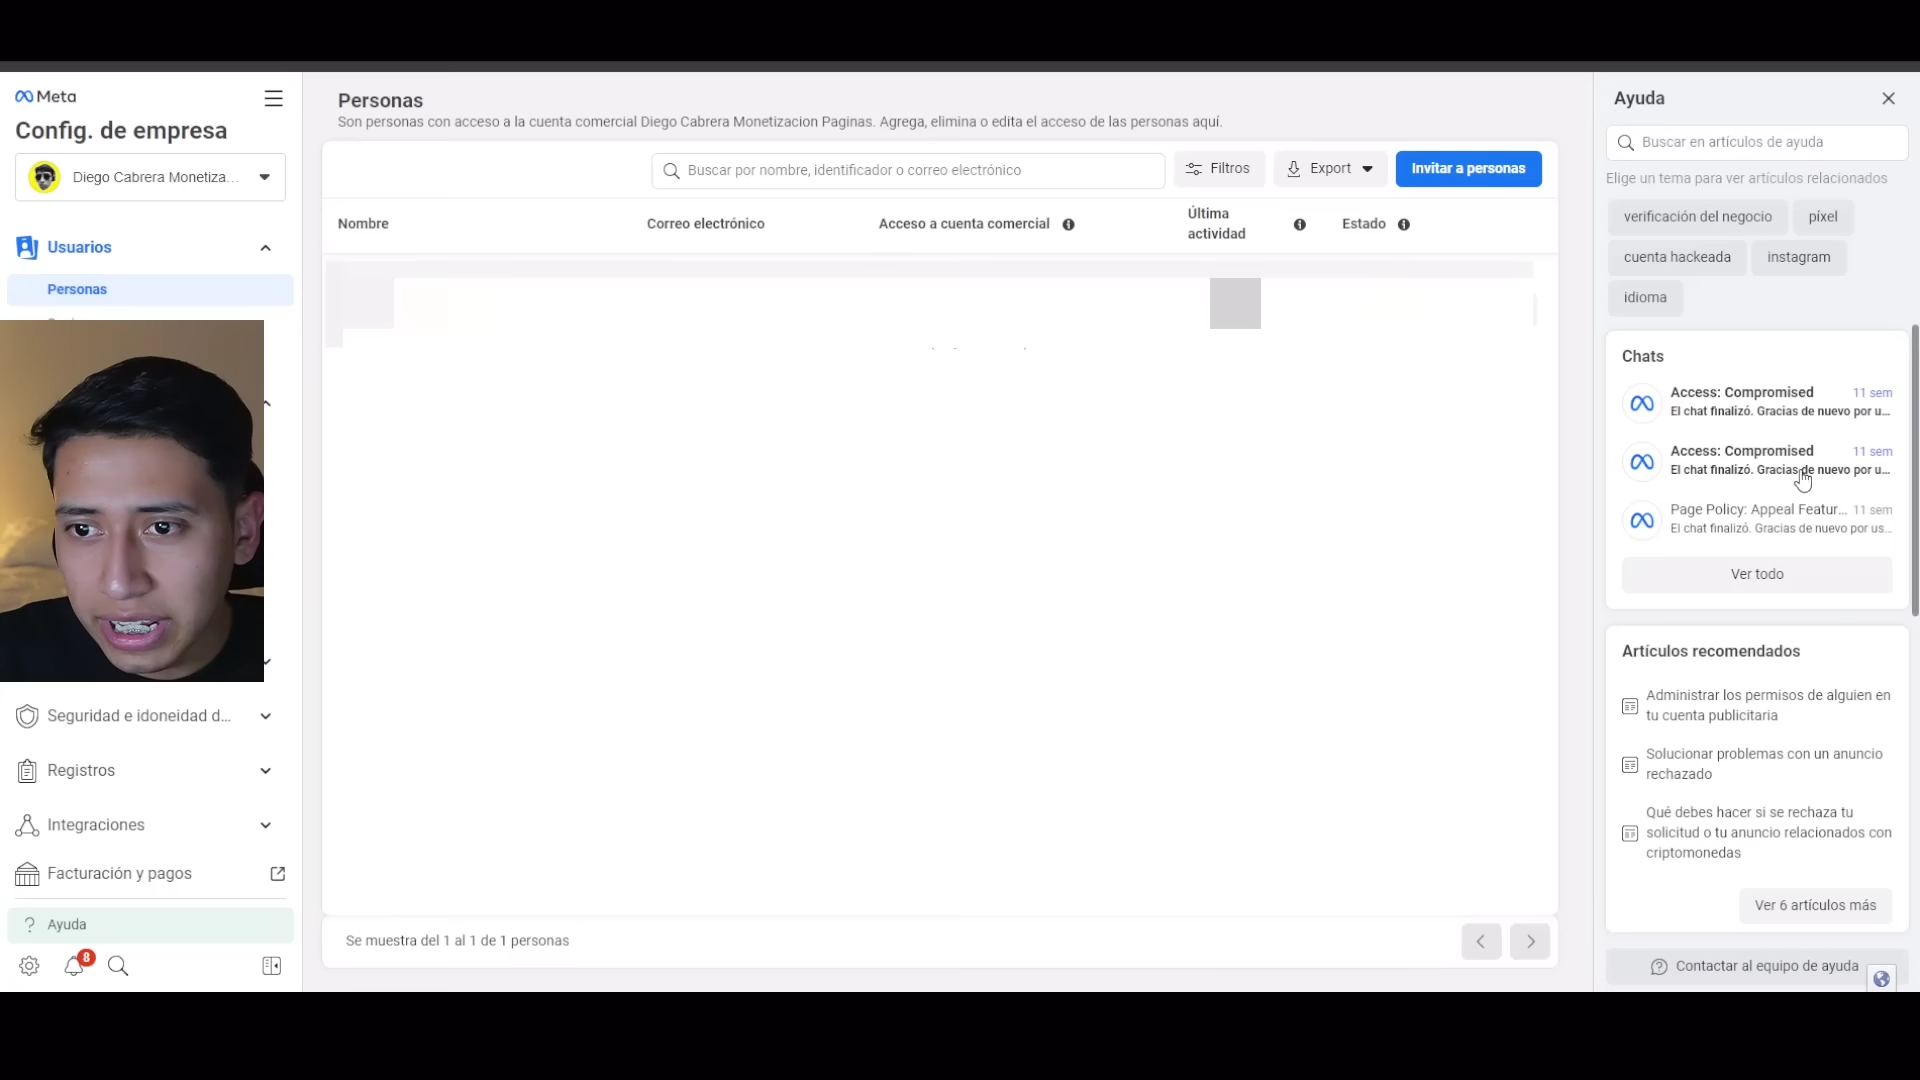 Meta
Config. de empresa
Diego Cabrera Monetiza...
Usuarios
Personas
Seguridad e idoneidad d...
Registros
Integraciones
Facturación y pagos
Ayuda
8
Personas
Son personas con acceso a la cuenta comercial Diego Cabrera Monetizacion Paginas. Agrega, elimina o edita el acceso de las personas aquí.
Buscar por nombre, identificador o correo electrónico
Filtros
Export
Invitar a personas
Nombre
Correo electrónico
Acceso a cuenta comercial
Última
actividad
Estado
Se muestra del 1 al 1 de 1 personas
Ayuda
Buscar en artículos de ayuda
Elige un tema para ver artículos relacionados
verificación del negocio
píxel
cuenta hackeada
instagram
idioma
Chats
Access: Compromised 11 sem
El chat finalizó. Gracias de nuevo por u...
Access: Compromised 11 sem
El chat finalizó. Gracias de nuevo por u...
Page Policy: Appeal Featur... 11 sem
El chat finalizó. Gracias de nuevo por us...
Ver todo
Artículos recomendados
Administrar los permisos de alguien en
tu cuenta publicitaria
Solucionar problemas con un anuncio
rechazado
Qué debes hacer si se rechaza tu
solicitud o tu anuncio relacionados con
criptomonedas
Ver 6 artículos más
Contactar al equipo de ayuda